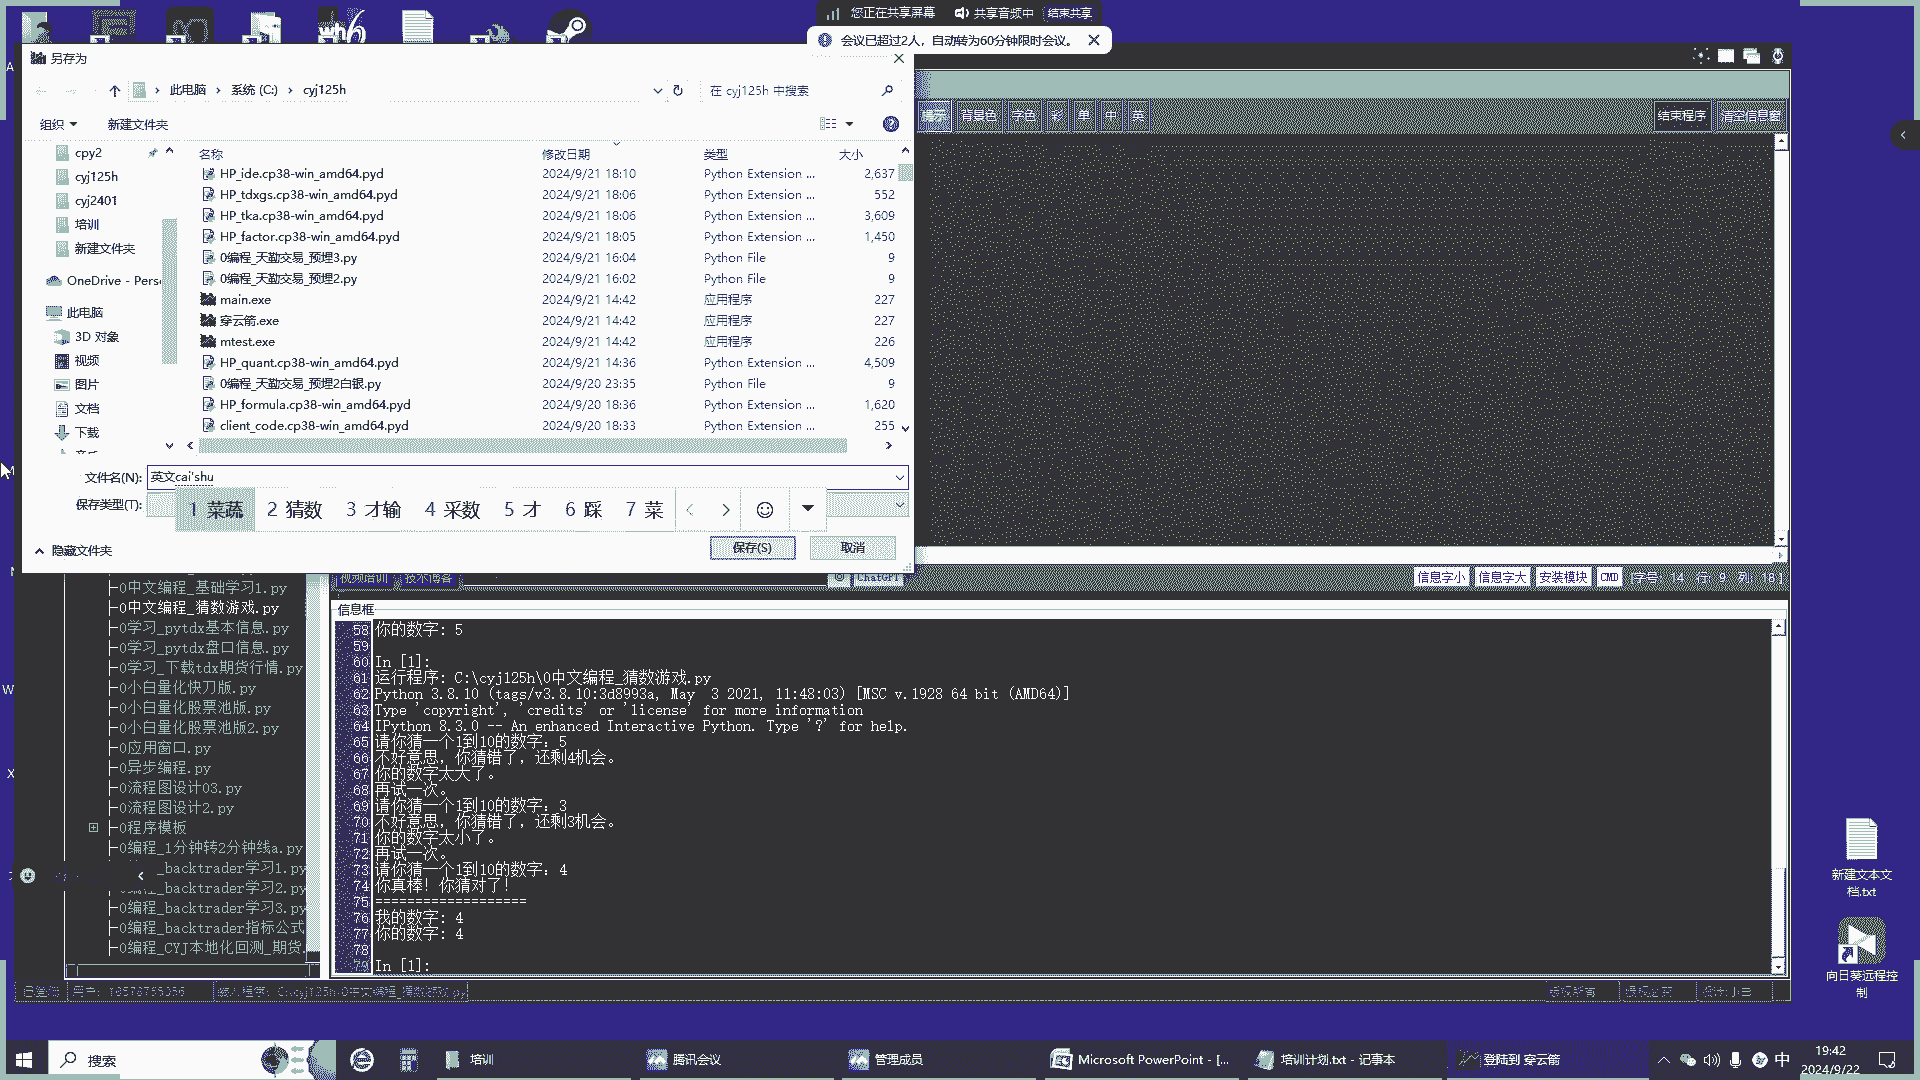 您正在共享屏幕 共享音频中 结束共享
会议已超过2人，自动转为60分钟限时会议。
另存为
此电脑 › 系统 (C:) › cyj125h
在 cyj125h 中搜索
组织 新建文件夹
背景色 字色 彩 单 中 英 结束程序 清空信息窗
cpy2
cyj125h
cyj2401
培训
新建文件夹
OneDrive - Pers
此电脑
3D 对象
视频
图片
文档
下载
名称 修改日期 类型 大小
HP_ide.cp38-win_amd64.pyd 2024/9/21 18:10 Python Extension ... 2,637
HP_tdxgs.cp38-win_amd64.pyd 2024/9/21 18:06 Python Extension ... 552
HP_tka.cp38-win_amd64.pyd 2024/9/21 18:06 Python Extension ... 3,609
HP_factor.cp38-win_amd64.pyd 2024/9/21 18:05 Python Extension ... 1,450
0编程_天勤交易_预埋3.py 2024/9/21 16:04 Python File 9
0编程_天勤交易_预埋2.py 2024/9/21 16:02 Python File 9
main.exe 2024/9/21 14:42 应用程序 227
穿云箭.exe 2024/9/21 14:42 应用程序 227
mtest.exe 2024/9/21 14:42 应用程序 226
HP_quant.cp38-win_amd64.pyd 2024/9/21 14:36 Python Extension ... 4,509
0编程_天勤交易_预埋2白银.py 2024/9/20 23:35 Python File 9
HP_formula.cp38-win_amd64.pyd 2024/9/20 18:36 Python Extension ... 1,620
client_code.cp38-win_amd64.pyd 2024/9/20 18:33 Python Extension ... 255
文件名(N): 英文cai'shu
保存类型(T):
1 菜蔬 2 猜数 3 才输 4 采数 5 才 6 踩 7 菜
隐藏文件夹 保存(S) 取消
视频培训 技术博客 ChatGPT 信息字小 信息字大 安装模块 CMD [字号: 14 行: 9 列: 18]
0中文编程_基础学习1.py
0中文编程_猜数游戏.py
0学习_pytdx基本信息.py
0学习_pytdx盘口信息.py
0学习_下载tdx期货行情.py
0小白量化快刀版.py
0小白量化股票池版.py
0小白量化股票池版2.py
0应用窗口.py
0异步编程.py
0流程图设计03.py
0流程图设计2.py
0程序模板
0编程_1分钟转2分钟线a.py
_backtrader学习1.py
编程_backtrader学习2.py
0编程_backtrader学习3.py
0编程_backtrader指标公式
0编程_CYJ本地化回测_期货.
信息框
58 你的数字: 5
59
60 In [1]:
61 运行程序: C:\cyj125h\0中文编程_猜数游戏.py
62 Python 3.8.10 (tags/v3.8.10:3d8993a, May  3 2021, 11:48:03) [MSC v.1928 64 bit (AMD64)]
63 Type 'copyright', 'credits' or 'license' for more information
64 IPython 8.3.0 -- An enhanced Interactive Python. Type '?' for help.
65 请你猜一个1到10的数字: 5
66 不好意思，你猜错了，还剩4机会。
67 你的数字太大了。
68 再试一次。
69 请你猜一个1到10的数字: 3
70 不好意思，你猜错了，还剩3机会。
71 你的数字太小了。
72 再试一次。
73 请你猜一个1到10的数字: 4
74 你真棒! 你猜对了!
75 ===================
76 我的数字: 4
77 你的数字: 4
78
79 In [1]:
新建文本文
档.txt
向日葵远程控
制
搜索 培训 腾讯会议 管理成员 Microsoft PowerPoint - [... 培训计划.txt - 记事本 登陆到 穿云箭 中 19:42
2024/9/22